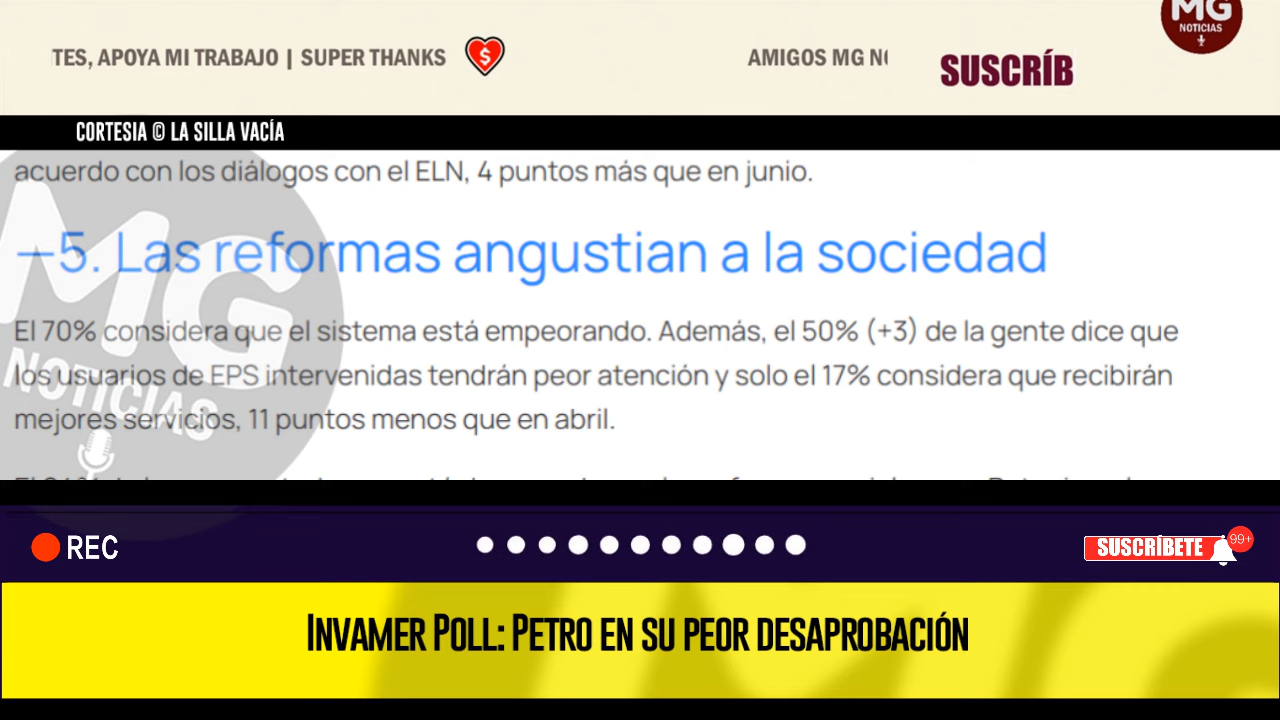 TES, APOYA MI TRABAJO | SUPER THANKS
AMIGOS MG
SUSCRÍB
MG
NOTICIAS
CORTESIA © LA SILLA VACÍA
acuerdo con los diálogos con el ELN, 4 puntos más que en junio.
—5. Las reformas angustian a la sociedad
El 70% considera que el sistema está empeorando. Además, el 50% (+3) de la gente dice que
los usuarios de EPS intervenidas tendrán peor atención y solo el 17% considera que recibirán
mejores servicios, 11 puntos menos que en abril.
MG
NOTICIAS
REC
SUSCRÍBETE
99+
INVAMER POLL: PETRO EN SU PEOR DESAPROBACIÓN